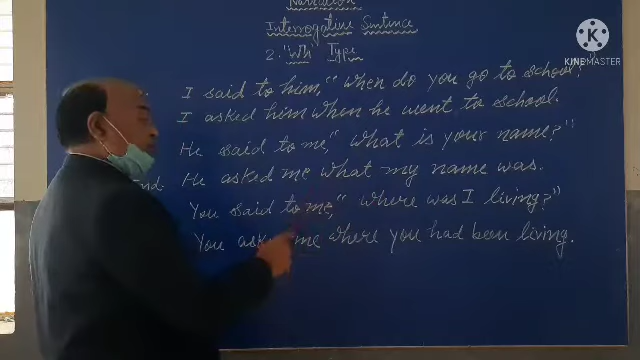 Narration
Interrogative Sentence
2. "Wh" Type
I said to him, "When do you go to school?"
I asked him when he went to school.
He said to me, "What is your name?"
Ind. He asked me what my name was.
You said to me, "Where was I living?"
You asked me where you had been living.
KINEMASTER